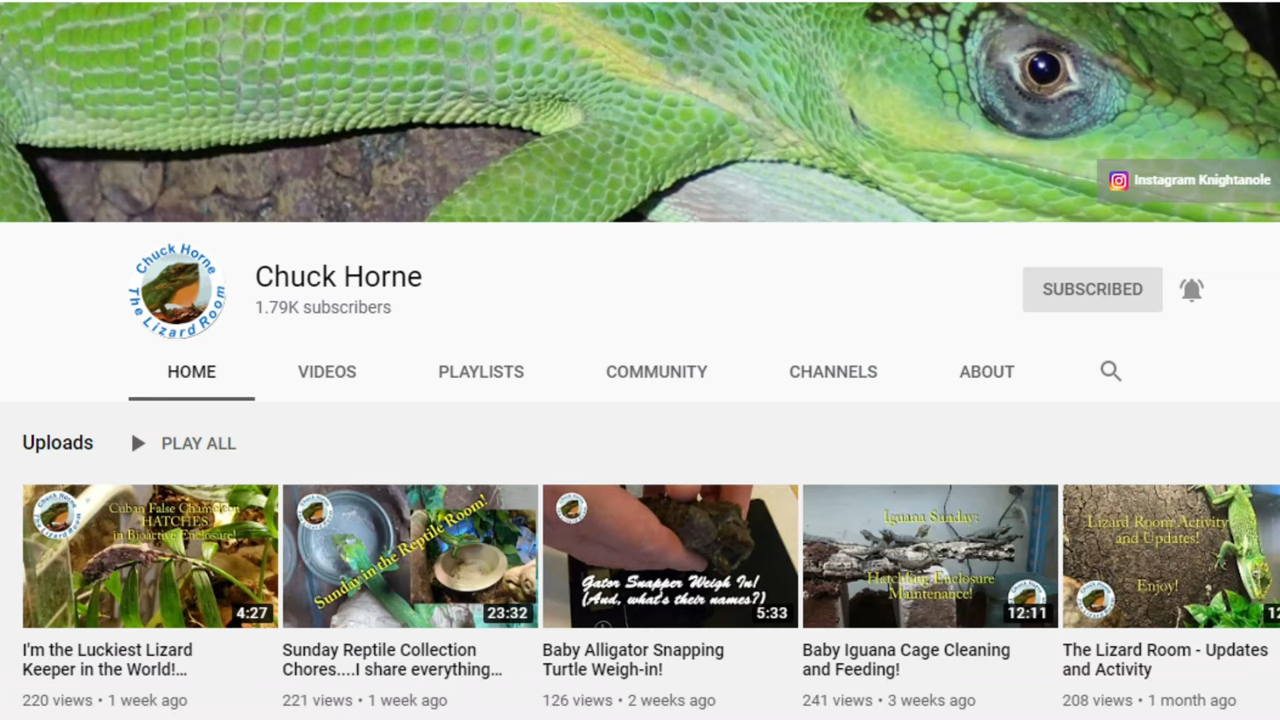 Instagram Knightanole
Chuck Horne
The Lizard Room
Chuck Horne
1.79K subscribers
SUBSCRIBED
HOME
VIDEOS
PLAYLISTS
COMMUNITY
CHANNELS
ABOUT
Uploads
PLAY ALL
Cuban False Chameleon
HATCHES
in Bioactive Enclosure!
4:27
Sunday in the Reptile Room!
23:32
Gator Snapper Weigh In!
(And, what's their names?)
5:33
Iguana Sunday:
Hatchling Enclosure
Maintenance!
12:11
Lizard Room Activity
and Updates!
Enjoy!
I'm the Luckiest Lizard
Keeper in the World!...
220 views • 1 week ago
Sunday Reptile Collection
Chores....I share everything...
221 views • 1 week ago
Baby Alligator Snapping
Turtle Weigh-in!
126 views • 2 weeks ago
Baby Iguana Cage Cleaning
and Feeding!
241 views • 3 weeks ago
The Lizard Room - Updates
and Activity
208 views • 1 month ago